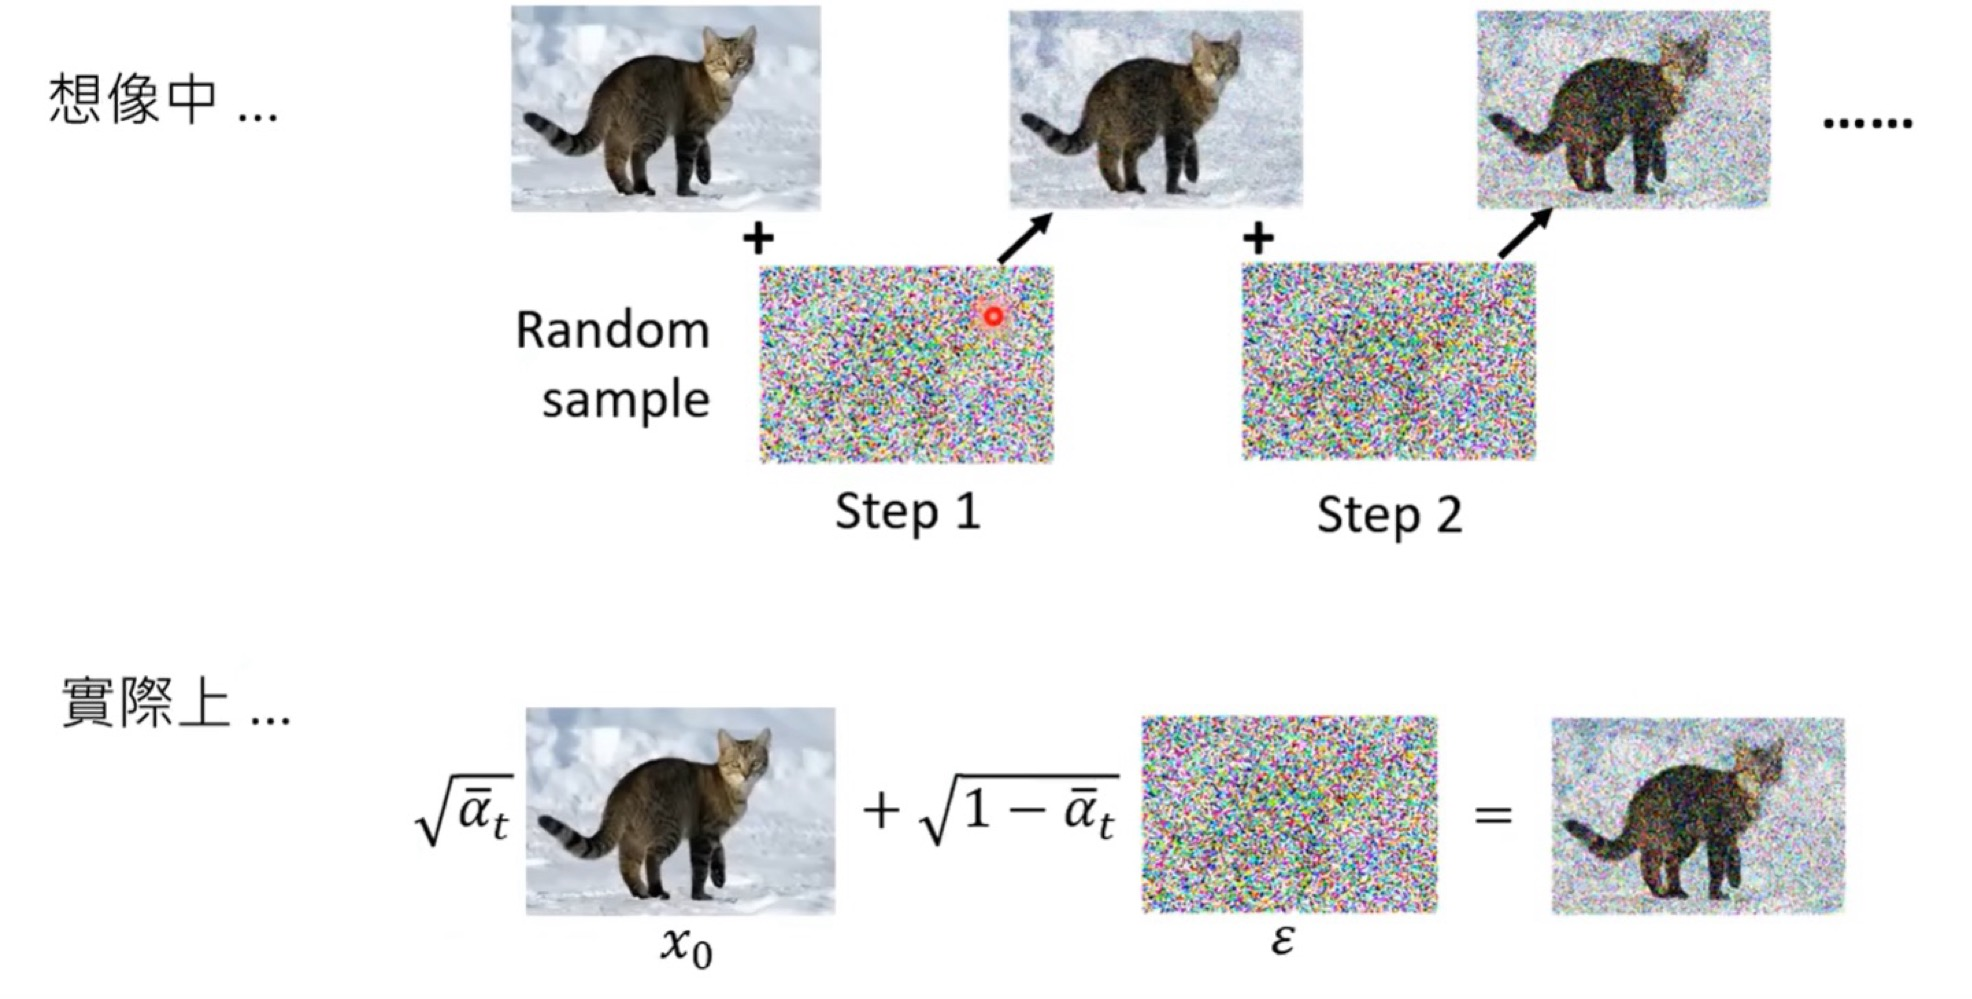 想像中 ...
+
+
......
Random
sample
Step 1
Step 2
實際上 ...
√ᾱₜ + √1 − ᾱₜ =
x₀
ε